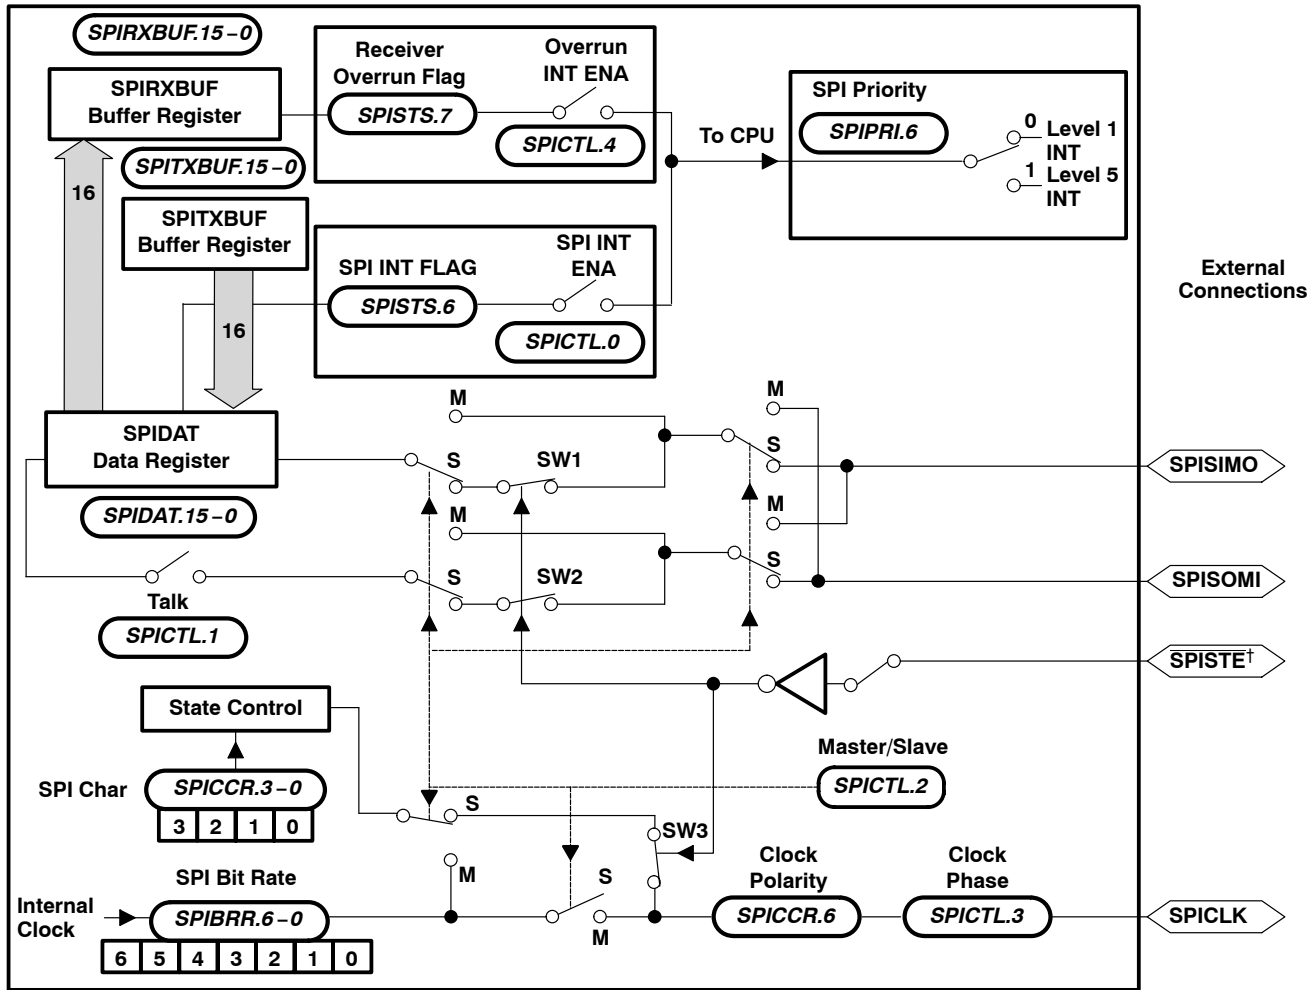 SPIRXBUF.15–0
SPIRXBUF
Buffer Register
SPITXBUF.15–0
16
SPITXBUF
Buffer Register
16
Receiver
Overrun Flag
SPISTS.7
Overrun
INT ENA
SPICTL.4
To CPU
SPI Priority
SPIPRI.6
0
Level 1
INT
1
Level 5
INT
SPI INT FLAG
SPISTS.6
SPI INT
ENA
SPICTL.0
External
Connections
SPIDAT
Data Register
SPIDAT.15–0
M
S
SW1
M
S
SW2
M
S
M
S
SPISIMO
SPISOMI
SPISTE†
Talk
SPICTL.1
State Control
SPI Char
SPICCR.3–0
3 2 1 0
Master/Slave
SPICTL.2
S
M
SW3
SPI Bit Rate
Internal
Clock
SPIBRR.6–0
6 5 4 3 2 1 0
S
M
Clock
Polarity
SPICCR.6
Clock
Phase
SPICTL.3
SPICLK